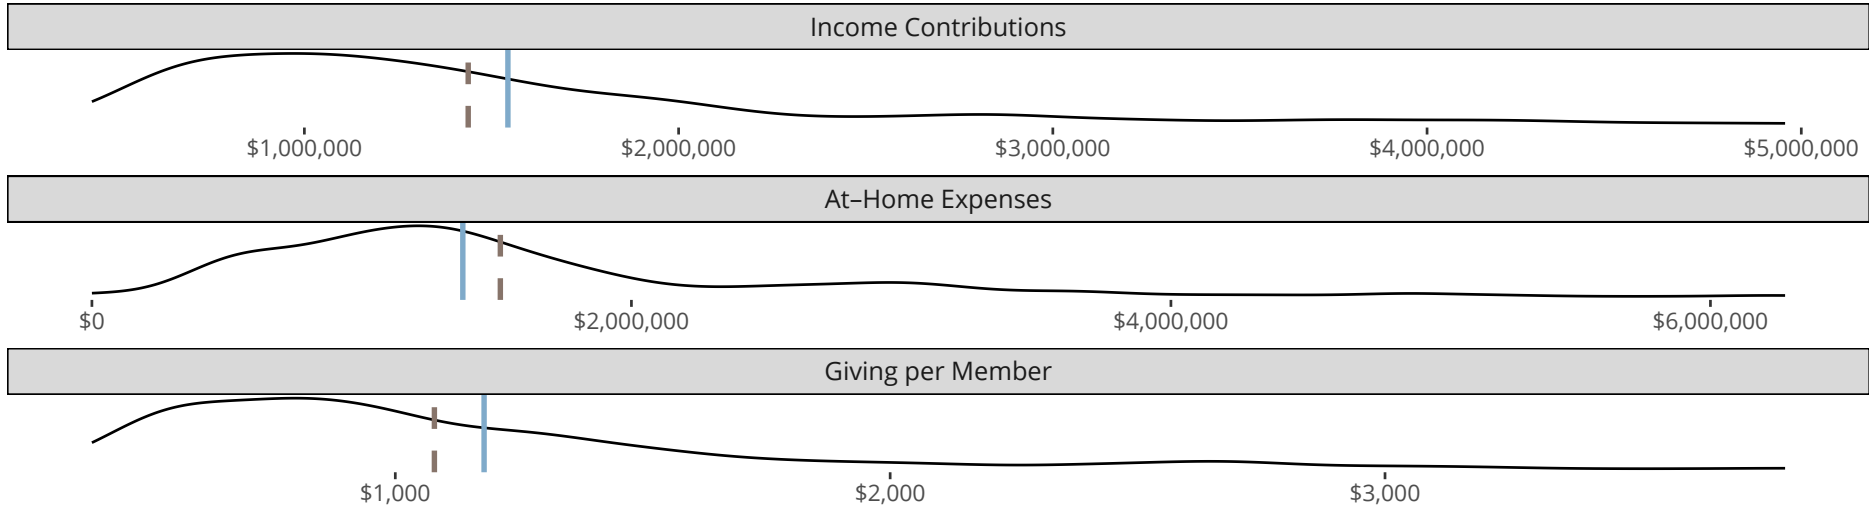 Income Contributions
$1,000,000 $2,000,000 $3,000,000 $4,000,000 $5,000,000
At–Home Expenses
$0 $2,000,000 $4,000,000 $6,000,000
Giving per Member
$1,000 $2,000 $3,000